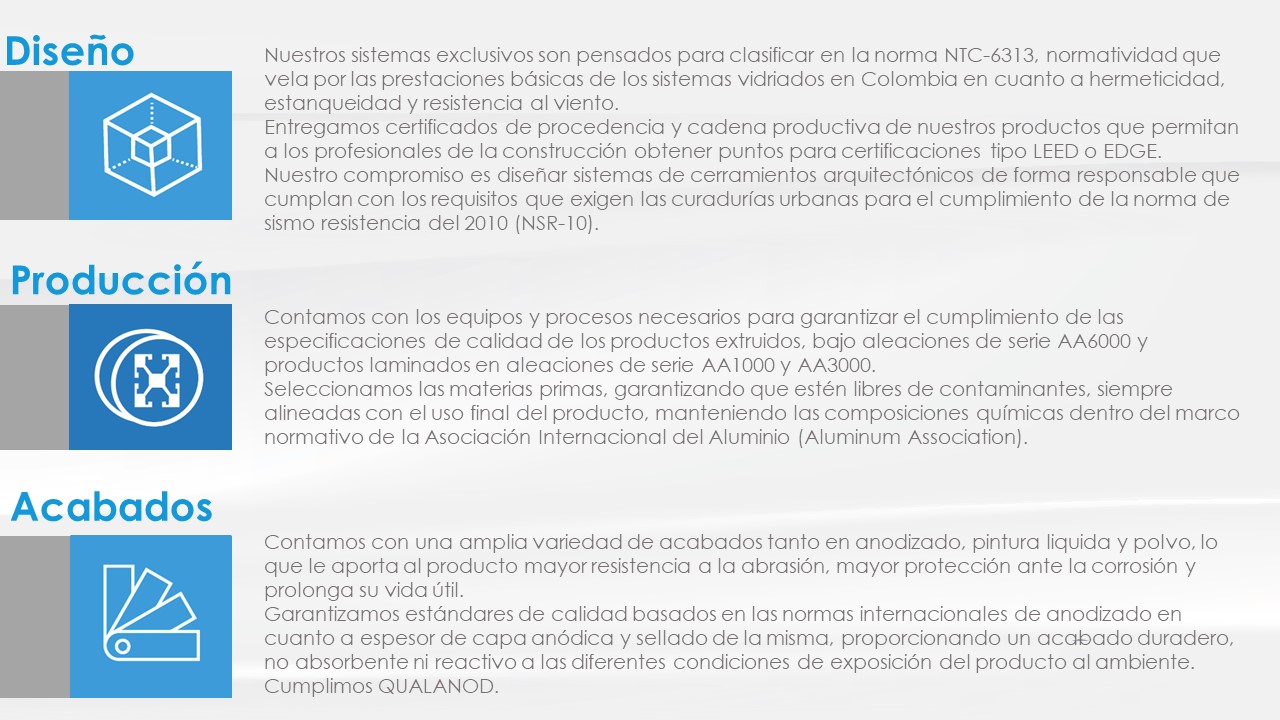 Diseño
Nuestros sistemas exclusivos son pensados para clasificar en la norma NTC-6313, normatividad que
vela por las prestaciones básicas de los sistemas vidriados en Colombia en cuanto a hermeticidad,
estanqueidad y resistencia al viento.
Entregamos certificados de procedencia y cadena productiva de nuestros productos que permitan
a los profesionales de la construcción obtener puntos para certificaciones tipo LEED o EDGE.
Nuestro compromiso es diseñar sistemas de cerramientos arquitectónicos de forma responsable que
cumplan con los requisitos que exigen las curadurías urbanas para el cumplimiento de la norma de
sismo resistencia del 2010 (NSR-10).
Producción
Contamos con los equipos y procesos necesarios para garantizar el cumplimiento de las
especificaciones de calidad de los productos extruidos, bajo aleaciones de serie AA6000 y
productos laminados en aleaciones de serie AA1000 y AA3000.
Seleccionamos las materias primas, garantizando que estén libres de contaminantes, siempre
alineadas con el uso final del producto, manteniendo las composiciones químicas dentro del marco
normativo de la Asociación Internacional del Aluminio (Aluminum Association).
Acabados
Contamos con una amplia variedad de acabados tanto en anodizado, pintura liquida y polvo, lo
que le aporta al producto mayor resistencia a la abrasión, mayor protección ante la corrosión y
prolonga su vida útil.
Garantizamos estándares de calidad basados en las normas internacionales de anodizado en
cuanto a espesor de capa anódica y sellado de la misma, proporcionando un acabado duradero,
no absorbente ni reactivo a las diferentes condiciones de exposición del producto al ambiente.
Cumplimos QUALANOD.